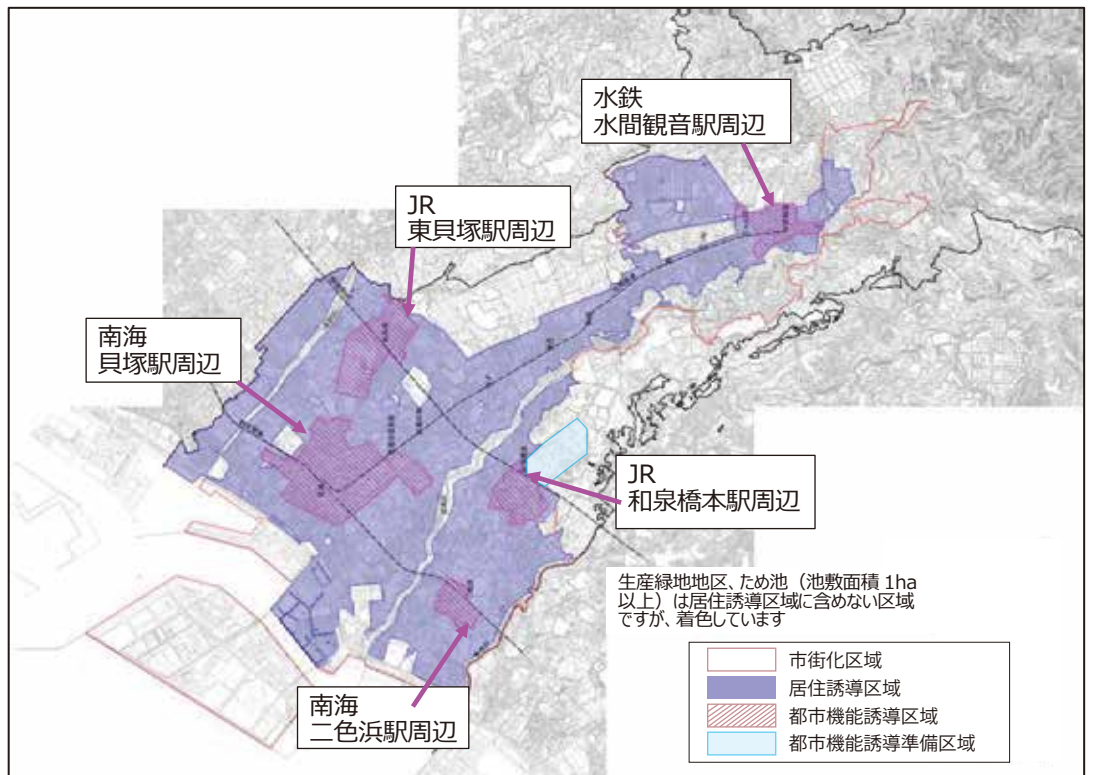 水鉄
水間観音駅周辺
JR
東貝塚駅周辺
南海
貝塚駅周辺
JR
和泉橋本駅周辺
南海
二色浜駅周辺
生産緑地地区、ため池（池敷面積 1ha
以上）は居住誘導区域に含めない区域
ですが、着色しています
市街化区域
居住誘導区域
都市機能誘導区域
都市機能誘導準備区域